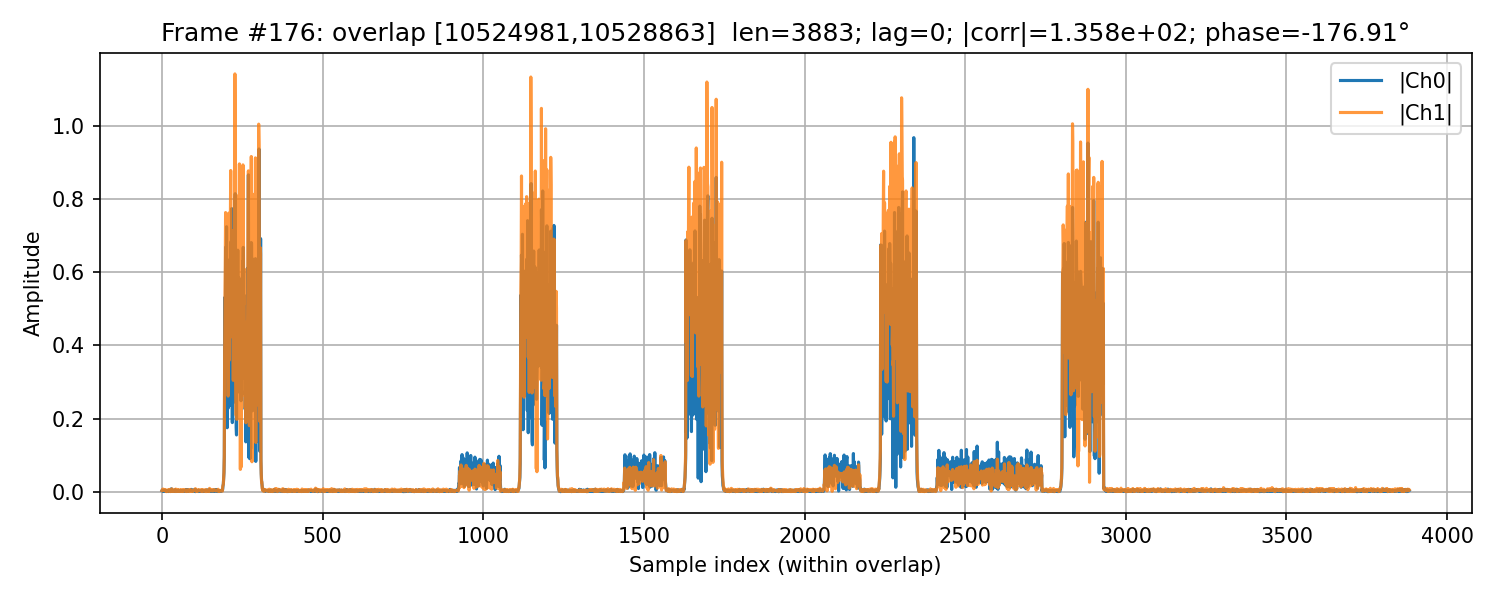 Frame #176: overlap [10524981,10528863]  len=3883; lag=0; |corr|=1.358e+02; phase=-176.91°
|Ch0|
|Ch1|
Amplitude
1.0
0.8
0.6
0.4
0.2
0.0
0 500 1000 1500 2000 2500 3000 3500 4000
Sample index (within overlap)